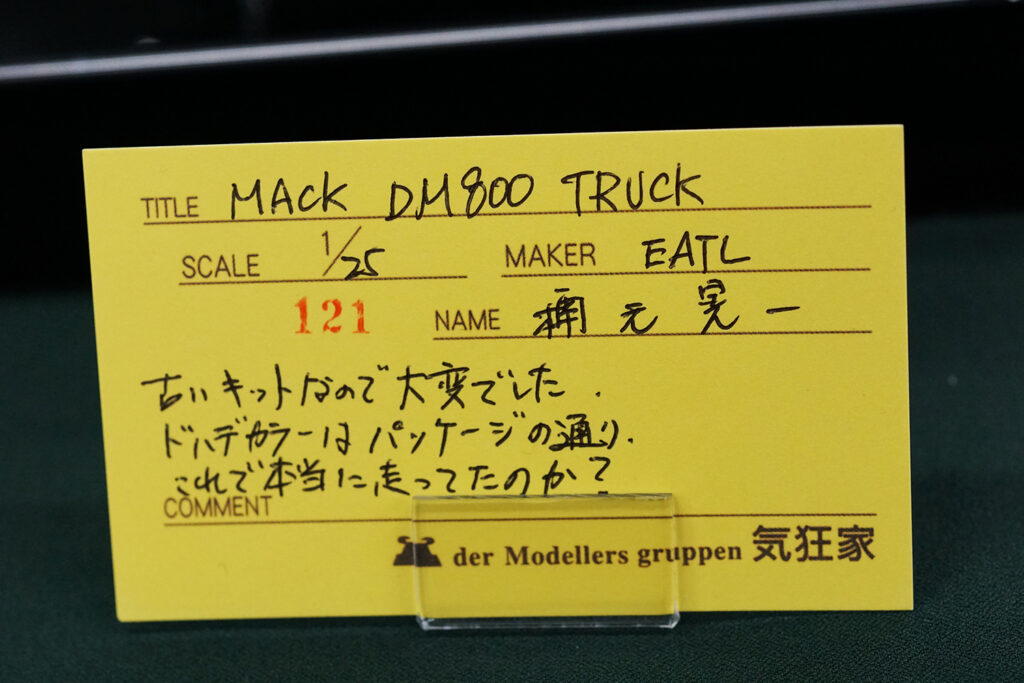 TITLE MACK DM800 TRUCK
SCALE 1/25 MAKER EATL
121 NAME 元 晃一
古いキットなので大変でした.
ドハデカラーはパッケージの通り.
これで本当に走ってたのか?
COMMENT
der Modellers gruppen 気狂家